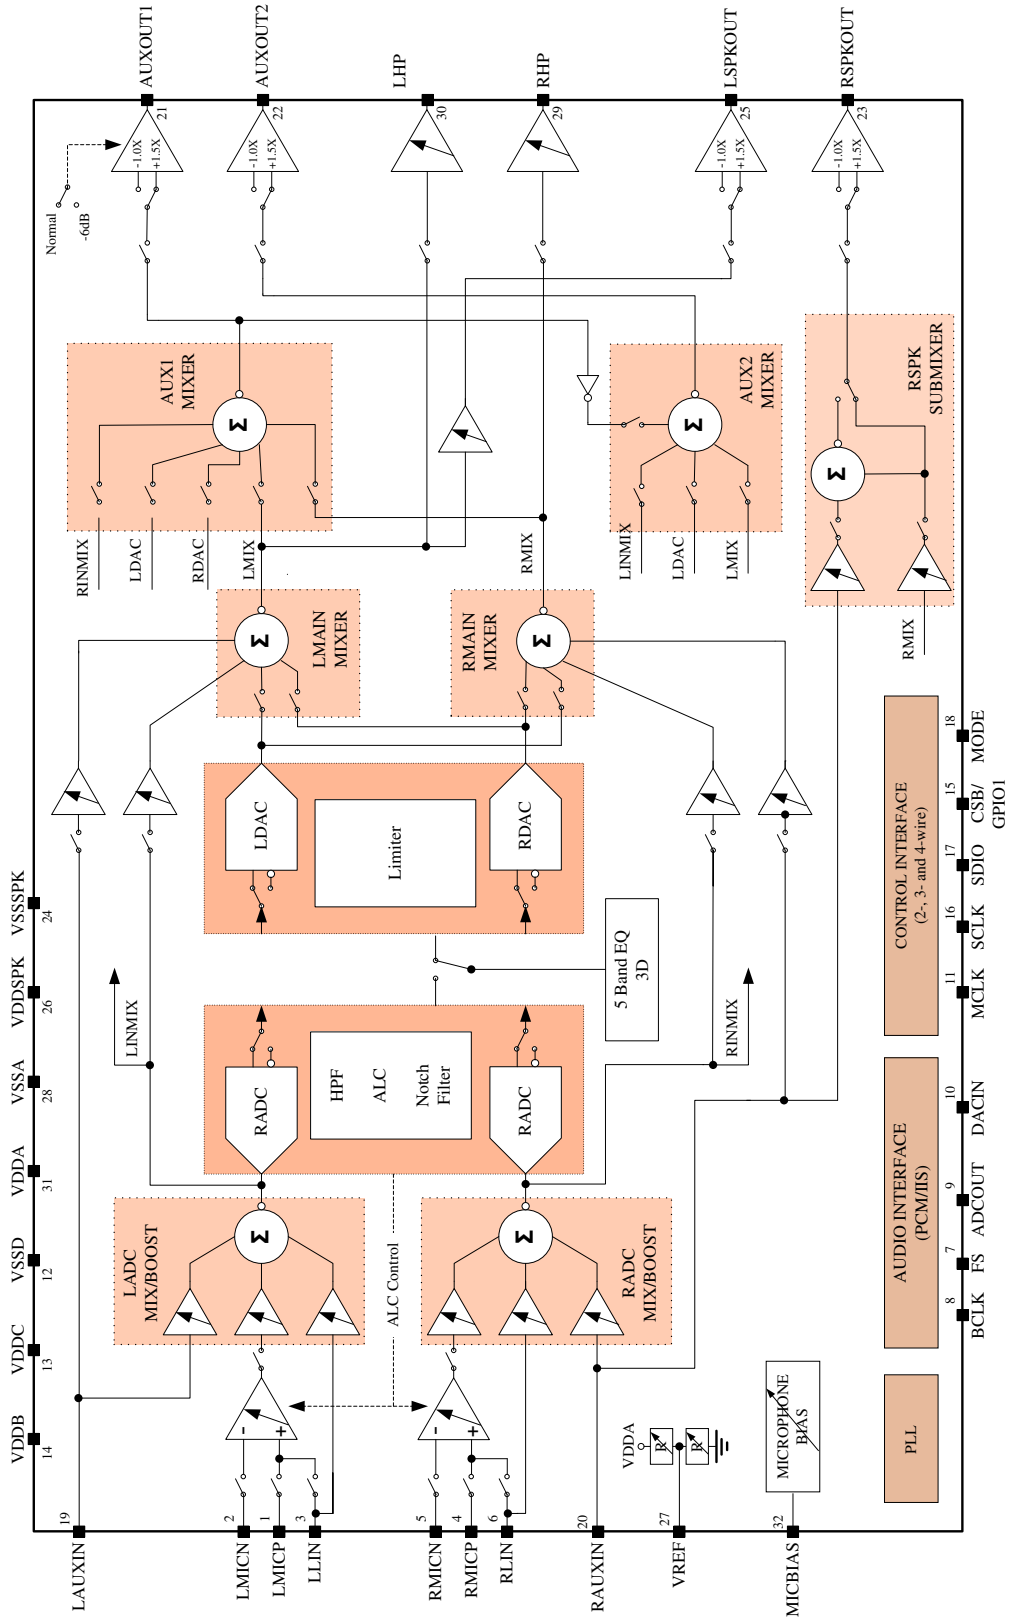 AUXOUT1
21
-1.0X
+1.5X
Normal
-6dB
AUXOUT2
22
-1.0X
+1.5X
LHP
30
RHP
29
LSPKOUT
25
-1.0X
+1.5X
RSPKOUT
23
-1.0X
+1.5X
AUX1
MIXER
Σ
RINMIX
LDAC
RDAC
LMIX
RMIX
AUX2
MIXER
Σ
LINMIX
LDAC
LMIX
RSPK
SUBMIXER
Σ
RMIX
LMAIN
MIXER
Σ
RMAIN
MIXER
Σ
LDAC
Limiter
RDAC
5 Band EQ
3D
LINMIX
RINMIX
RADC
HPF
ALC
Notch
Filter
RADC
LADC
MIX/BOOST
Σ
ALC Control
RADC
MIX/BOOST
Σ
-
+
-
+
VDDA
R
R
MICROPHONE
BIAS
PLL
AUDIO INTERFACE
(PCM/IIS)
CONTROL INTERFACE
(2-, 3- and 4-wire)
VDDB
14
VDDC
13
VSSD
12
VDDA
31
VSSA
28
VDDSPK
26
VSSSPK
24
LAUXIN
19
LMICN
2
LMICP
1
LLIN
3
RMICN
5
RMICP
4
RLIN
6
RAUXIN
20
VREF
27
MICBIAS
32
BCLK
8
FS
7
ADCOUT
9
DACIN
10
MCLK
11
SCLK
16
SDIO
17
CSB/
GPIO1
15
MODE
18